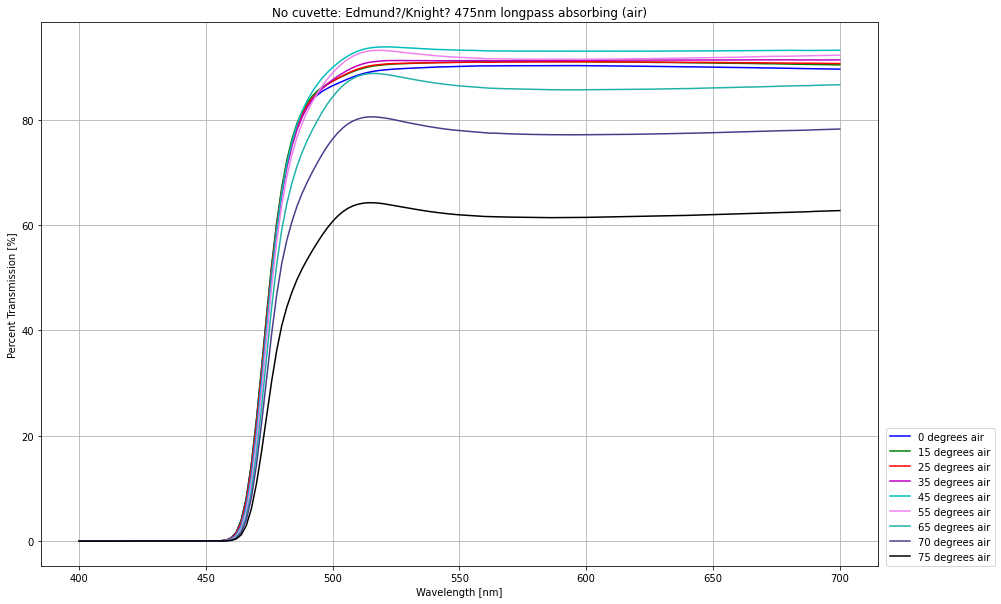 No cuvette: Edmund?/Knight? 475nm longpass absorbing (air)
Percent Transmission [%]
80
60
40
20
0
400 450 500 550 600 650 700
Wavelength [nm]
0 degrees air
15 degrees air
25 degrees air
35 degrees air
45 degrees air
55 degrees air
65 degrees air
70 degrees air
75 degrees air